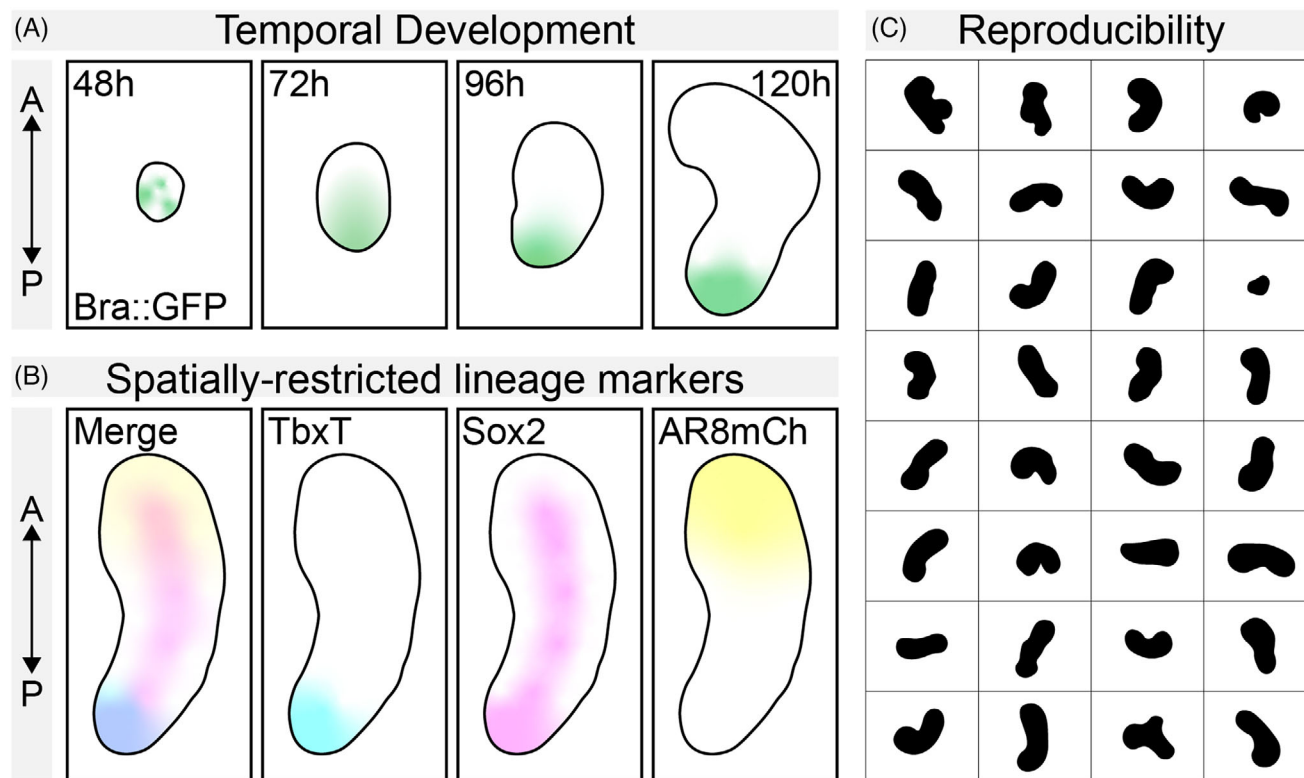 (A) Temporal Development
A
P
48h
72h
96h
120h
Bra::GFP
(B) Spatially-restricted lineage markers
A
P
Merge
TbxT
Sox2
AR8mCh
(C) Reproducibility